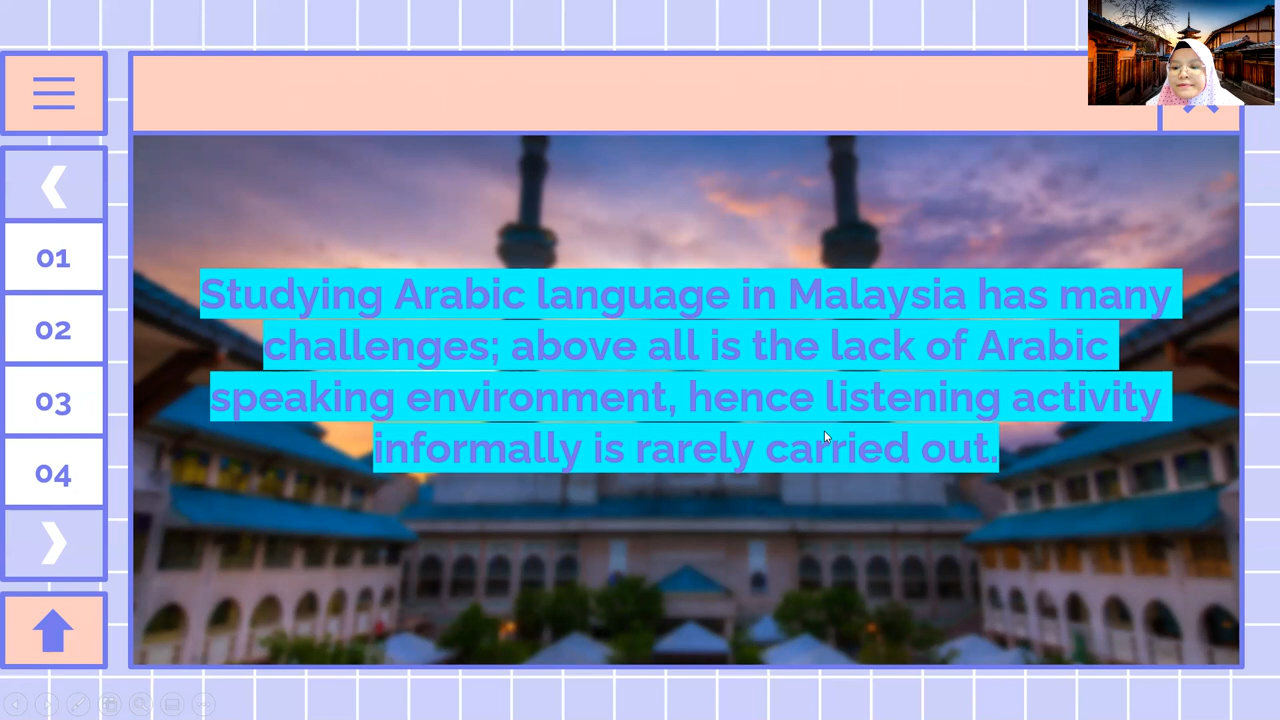 01
02
03
04
Studying Arabic language in Malaysia has many
challenges; above all is the lack of Arabic
speaking environment, hence listening activity
informally is rarely carried out.